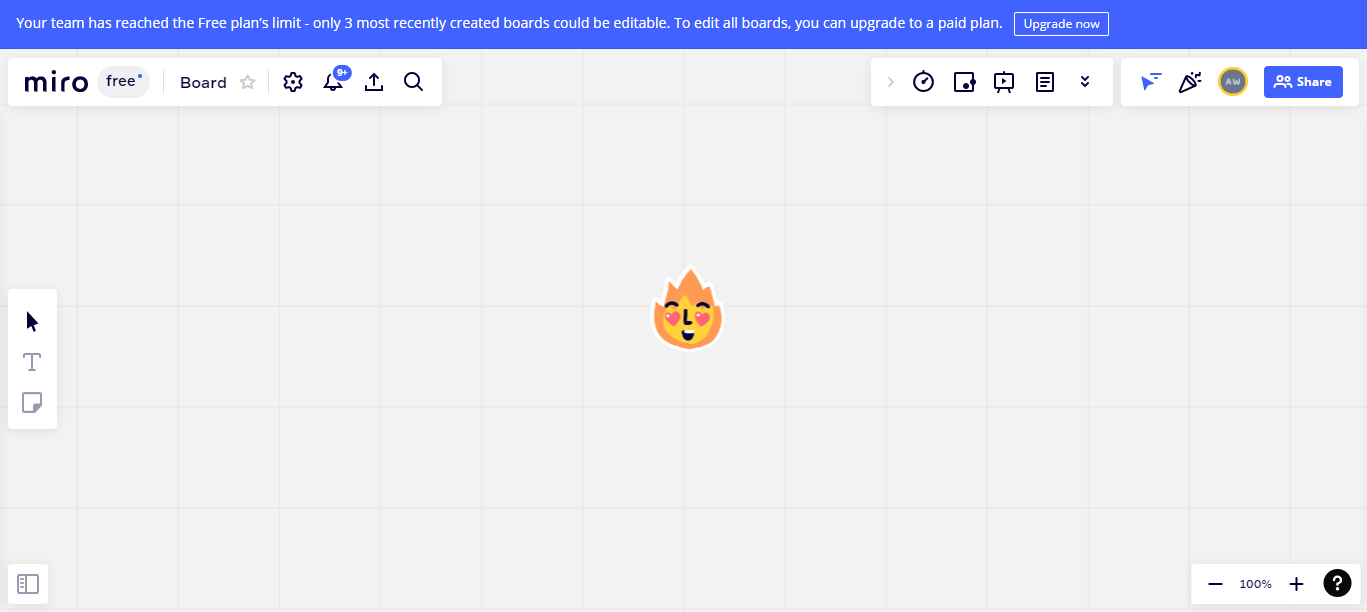 Your team has reached the Free plan’s limit - only 3 most recently created boards could be editable. To edit all boards, you can upgrade to a paid plan. Upgrade now
miro free Board 9+ AW Share
100% ?